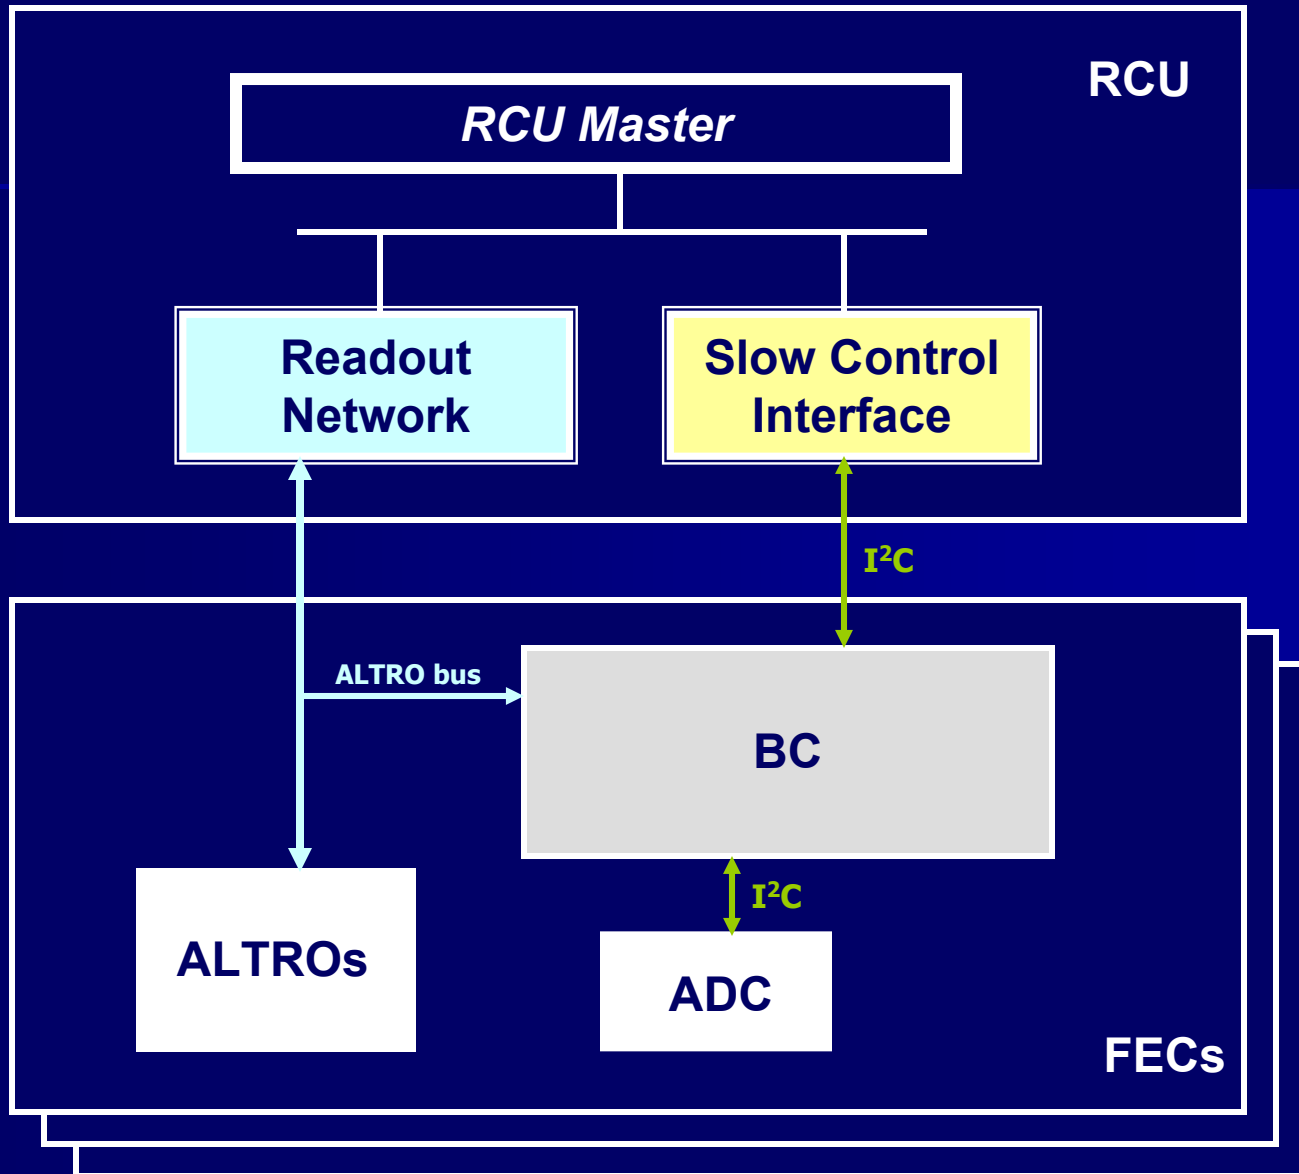 RCU
RCU Master
Readout
Network
Slow Control
Interface
I²C
ALTRO bus
BC
I²C
ALTROs
ADC
FECs